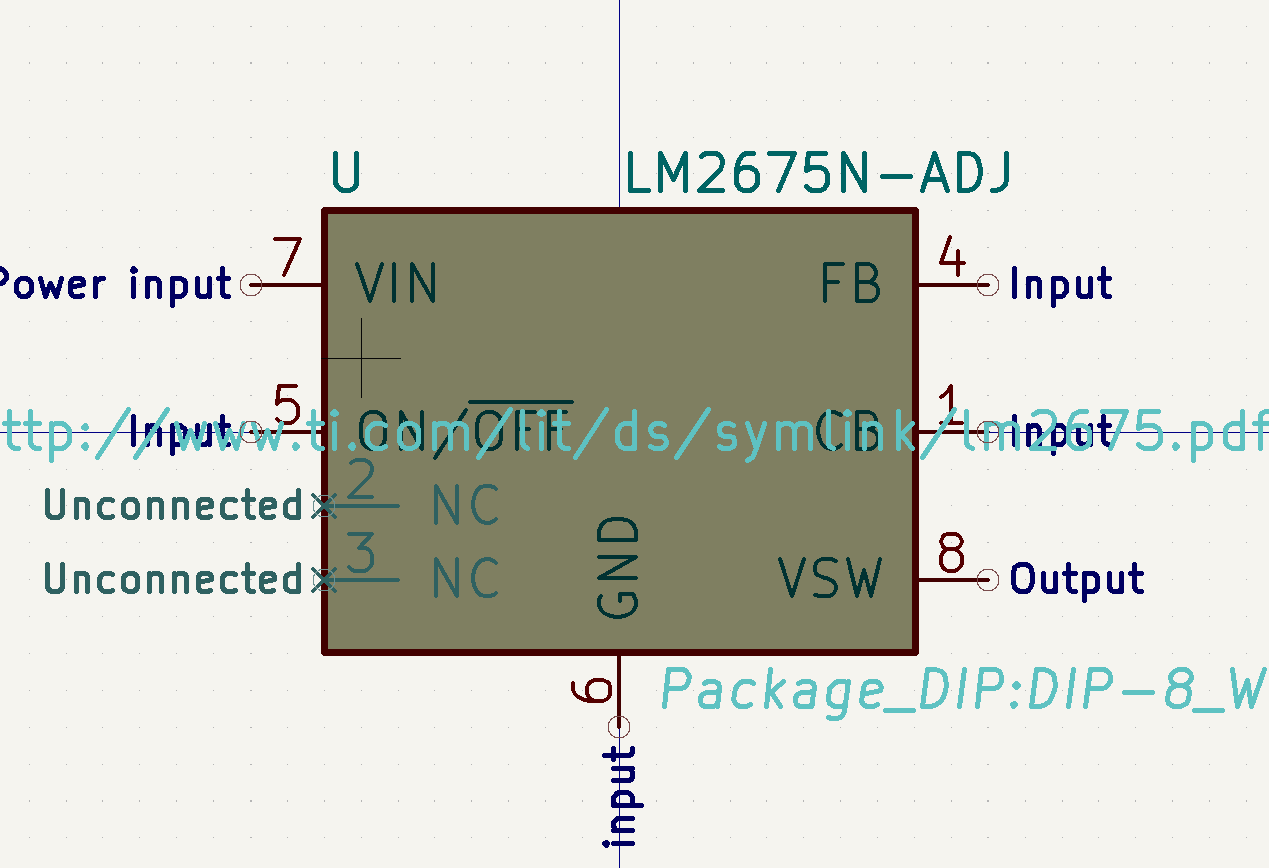 U LM2675N-ADJ
7 4
Power input VIN FB Input
5 1
Input ON/OFF CB Input
ttp://www.ti.com/lit/ds/symlink/lm2675.pdf
2
Unconnected NC
3 8
Unconnected NC GND VSW Output
6 Package_DIP:DIP-8_W
input